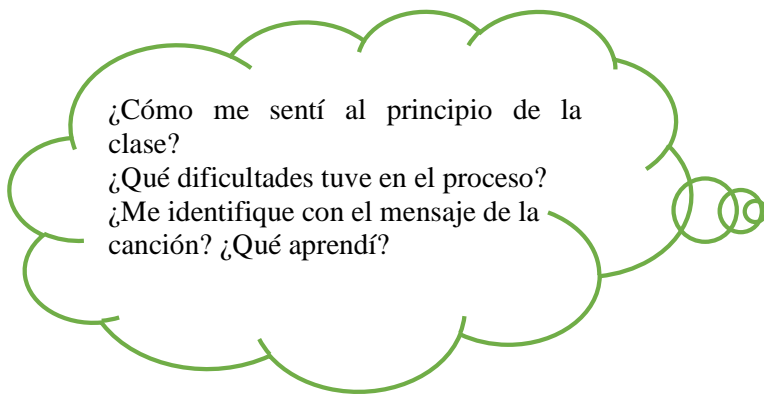 ¿Cómo me sentí al principio de la
clase?
¿Qué dificultades tuve en el proceso?
¿Me identifique con el mensaje de la
canción? ¿Qué aprendí?